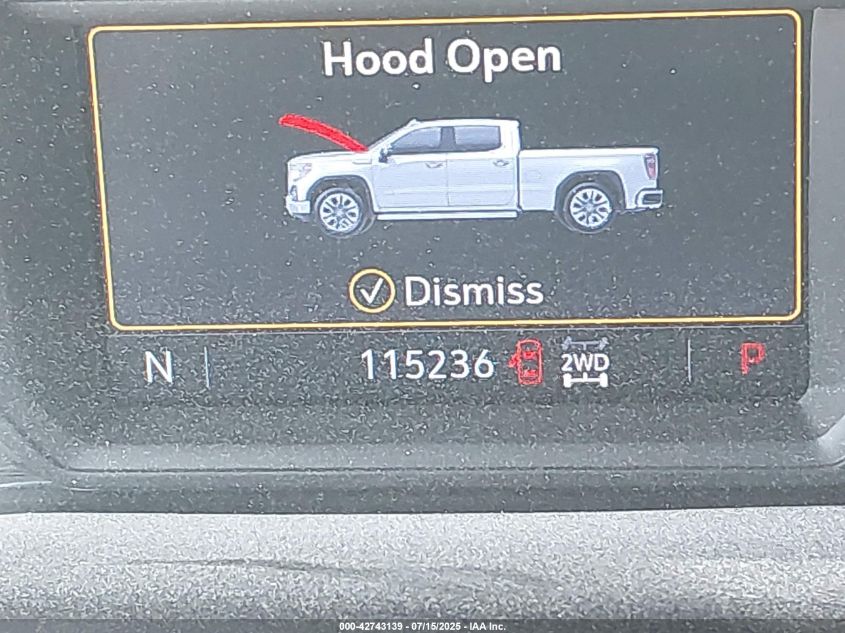 Hood Open
Dismiss
N 115236 2WD P
000-42743139 - 07/15/2025 - IAA Inc.